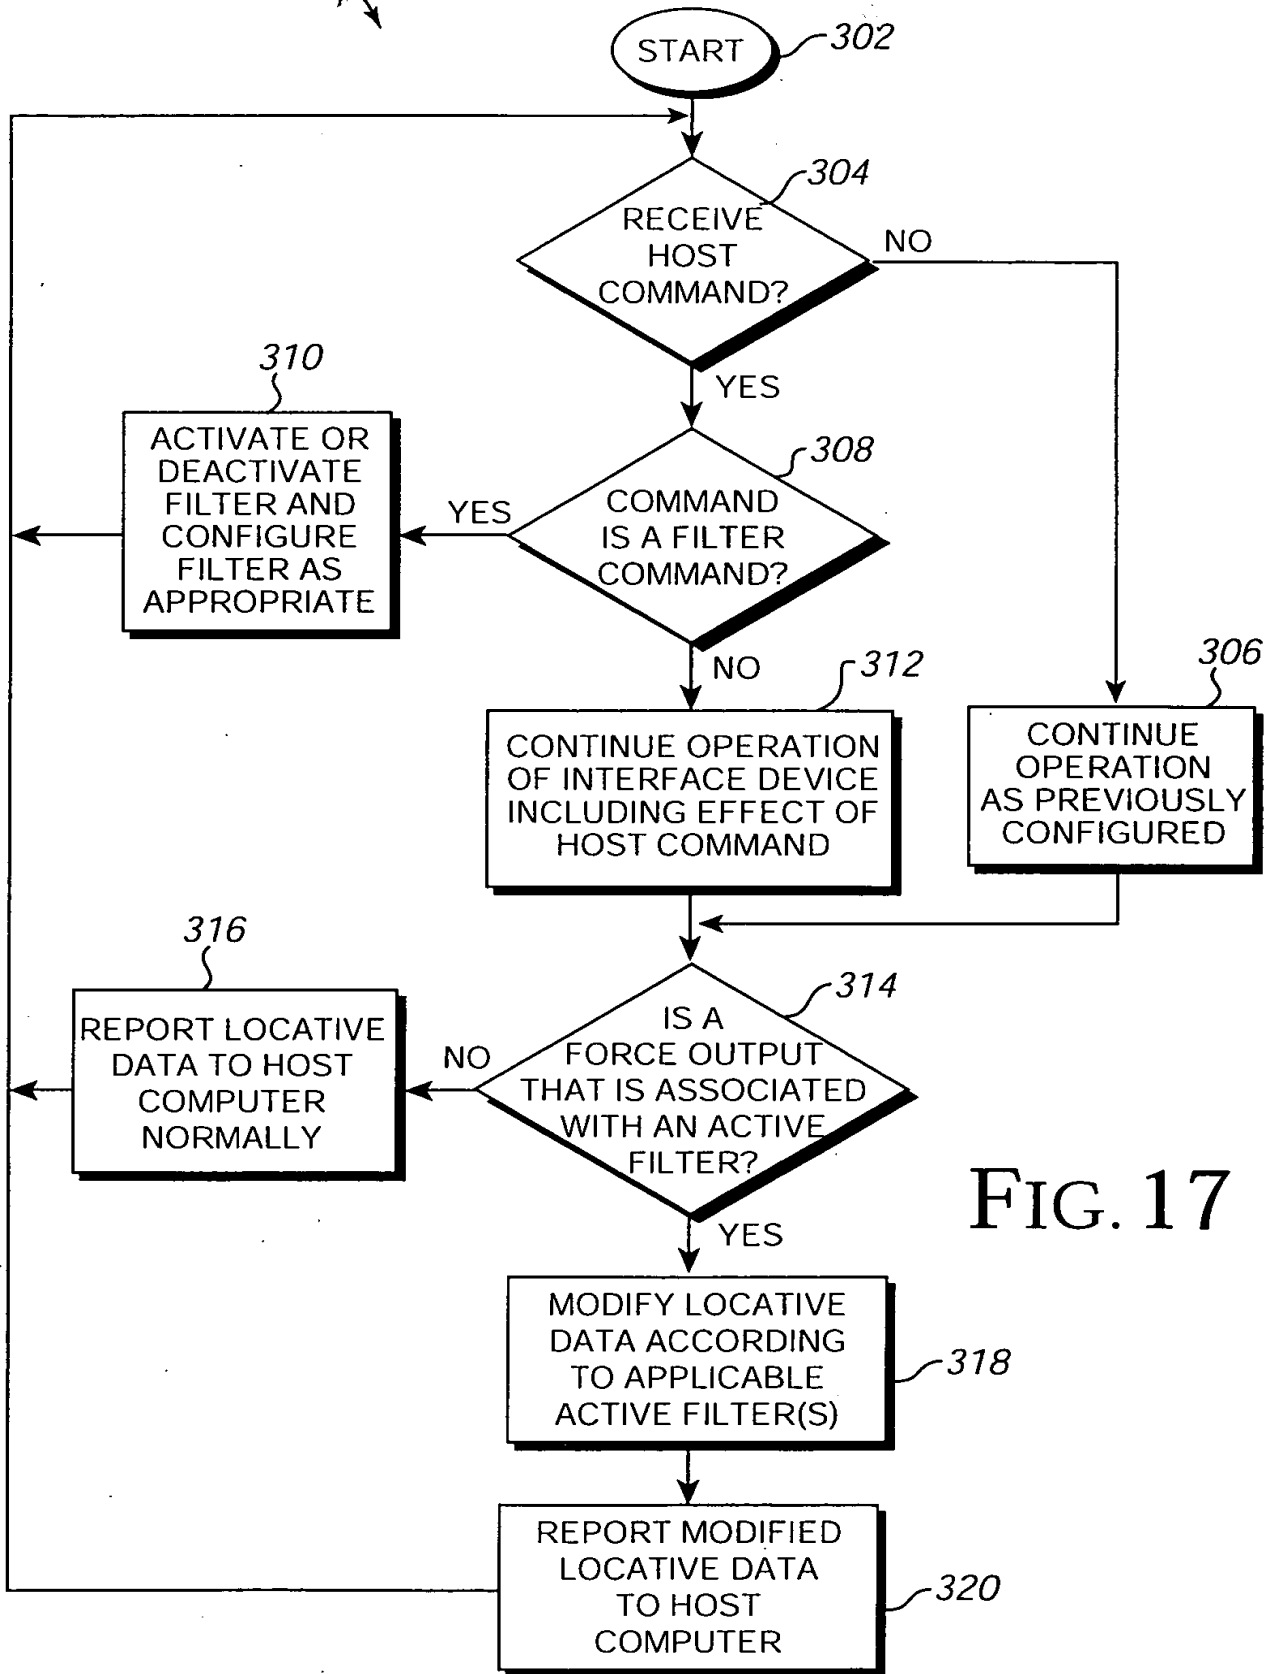 START
302
304
RECEIVE
HOST
COMMAND?
NO
YES
310
ACTIVATE OR
DEACTIVATE
FILTER AND
CONFIGURE
FILTER AS
APPROPRIATE
YES
308
COMMAND
IS A FILTER
COMMAND?
NO
312
CONTINUE OPERATION
OF INTERFACE DEVICE
INCLUDING EFFECT OF
HOST COMMAND
306
CONTINUE
OPERATION
AS PREVIOUSLY
CONFIGURED
316
REPORT LOCATIVE
DATA TO HOST
COMPUTER
NORMALLY
NO
314
IS A
FORCE OUTPUT
THAT IS ASSOCIATED
WITH AN ACTIVE
FILTER?
YES
FIG. 17
MODIFY LOCATIVE
DATA ACCORDING
TO APPLICABLE
ACTIVE FILTER(S)
318
REPORT MODIFIED
LOCATIVE DATA
TO HOST
COMPUTER
320